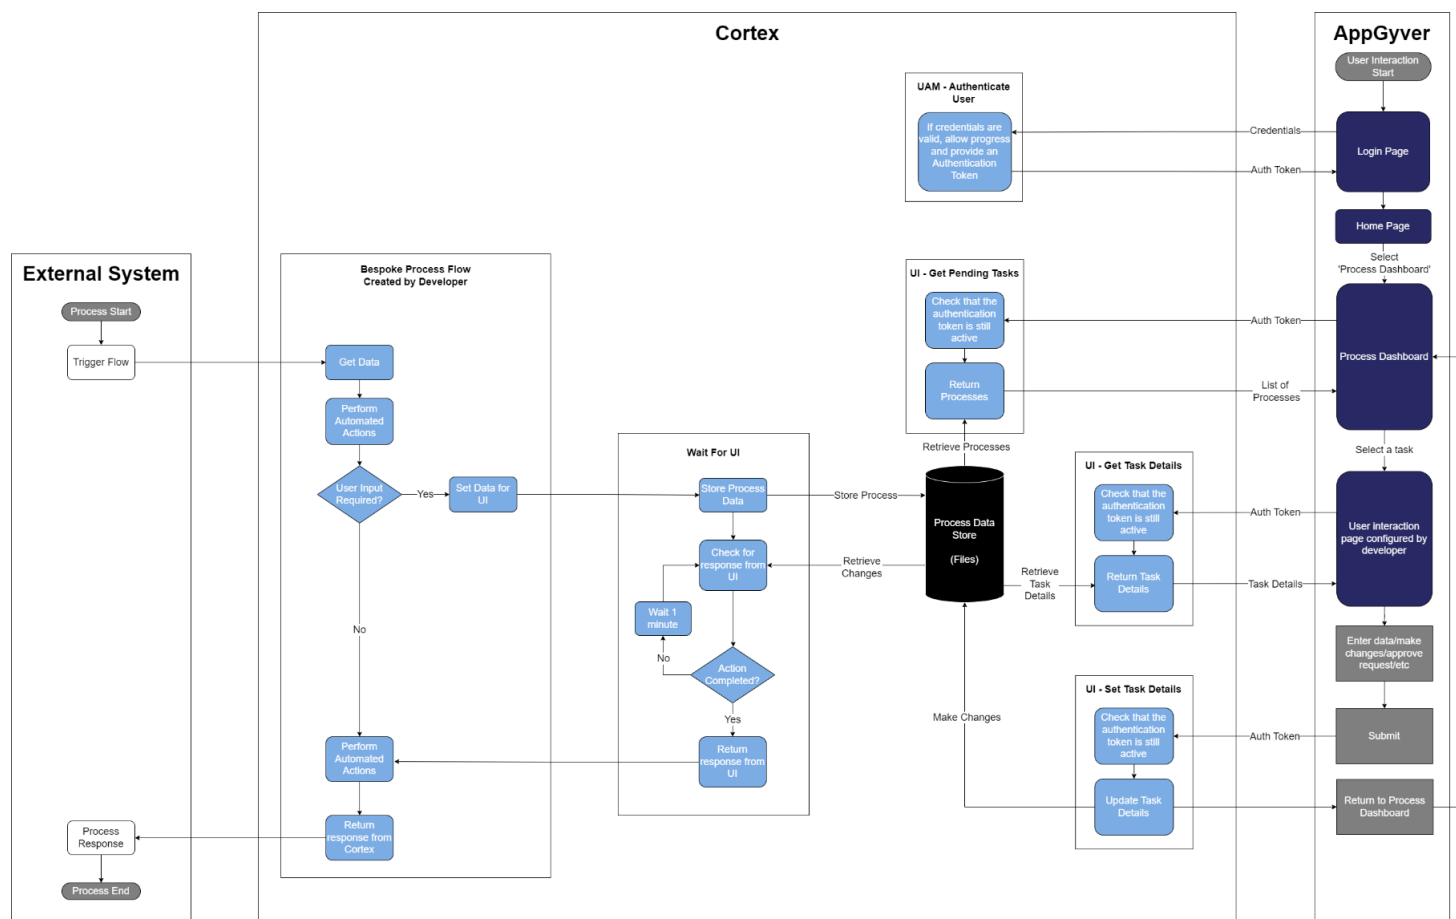 Cortex
AppGyver
External System
User Interaction
Start
UAM - Authenticate
User
If credentials are
valid, allow progress
and provide an
Authentication
Token
Credentials
Auth Token
Login Page
Home Page
Select
'Process Dashboard'
Process Start
Trigger Flow
Bespoke Process Flow
Created by Developer
Get Data
Perform
Automated
Actions
User Input
Required?
Yes
Set Data for
UI
No
Perform
Automated
Actions
Return
response from
Cortex
Process
Response
Process End
Wait For UI
Store Process
Data
Check for
response from
UI
Wait 1
minute
No
Action
Completed?
Yes
Return
response from
UI
Store Process
Retrieve
Changes
UI - Get Pending Tasks
Check that the
authentication
token is still
active
Return
Processes
Retrieve Processes
Process Data
Store
(Files)
Retrieve
Task
Details
Make Changes
Auth Token
List of
Processes
Process Dashboard
Select a task
UI - Get Task Details
Check that the
authentication
token is still
active
Return Task
Details
Auth Token
Task Details
User interaction
page configured by
developer
Enter data/make
changes/approve
request/etc
UI - Set Task Details
Check that the
authentication
token is still
active
Update Task
Details
Auth Token
Submit
Return to Process
Dashboard